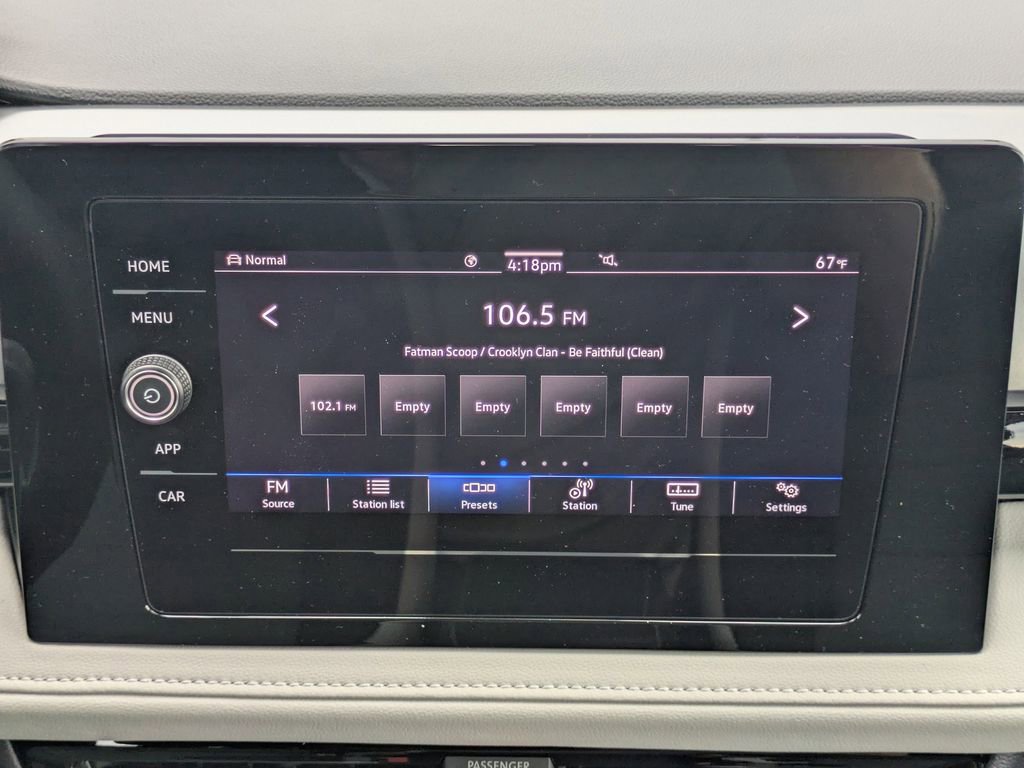 HOME
MENU
APP
CAR
Normal
4:18pm
67°F
< 106.5 FM >
Fatman Scoop / Crooklyn Clan - Be Faithful (Clean)
102.1 FM Empty Empty Empty Empty Empty
FM
Source Station list Presets Station Tune Settings
PASSENGER